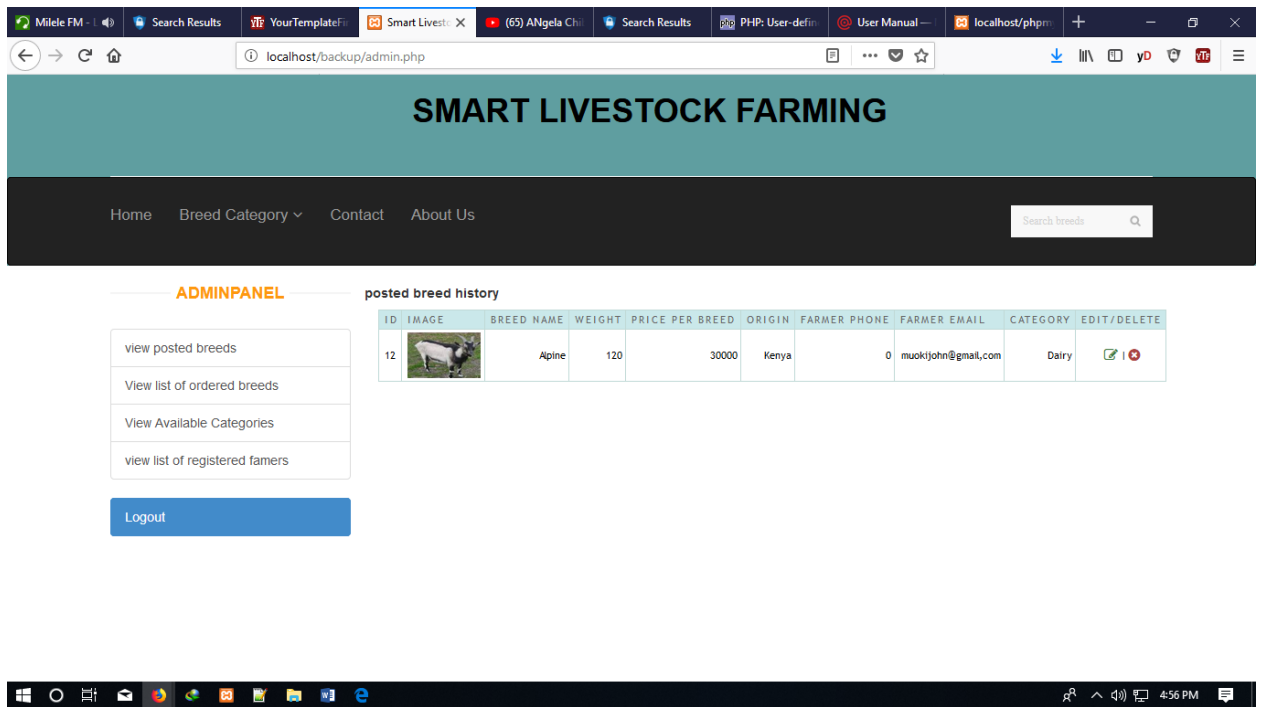 Milele FM - L
Search Results
YourTemplateFin
Smart Livesto
(65) ANgela Chi
Search Results
php PHP: User-defin
User Manual —
localhost/phpm
localhost/backup/admin.php
yD
YTF
SMART LIVESTOCK FARMING
Home Breed Category Contact About Us
Search breeds
ADMINPANEL
view posted breeds
View list of ordered breeds
View Available Categories
view list of registered famers
Logout
posted breed history
ID IMAGE BREED NAME WEIGHT PRICE PER BREED ORIGIN FARMER PHONE FARMER EMAIL CATEGORY EDIT/DELETE
12 Alpine 120 30000 Kenya 0 muokijohn@gmail,com Dairy |
4:56 PM